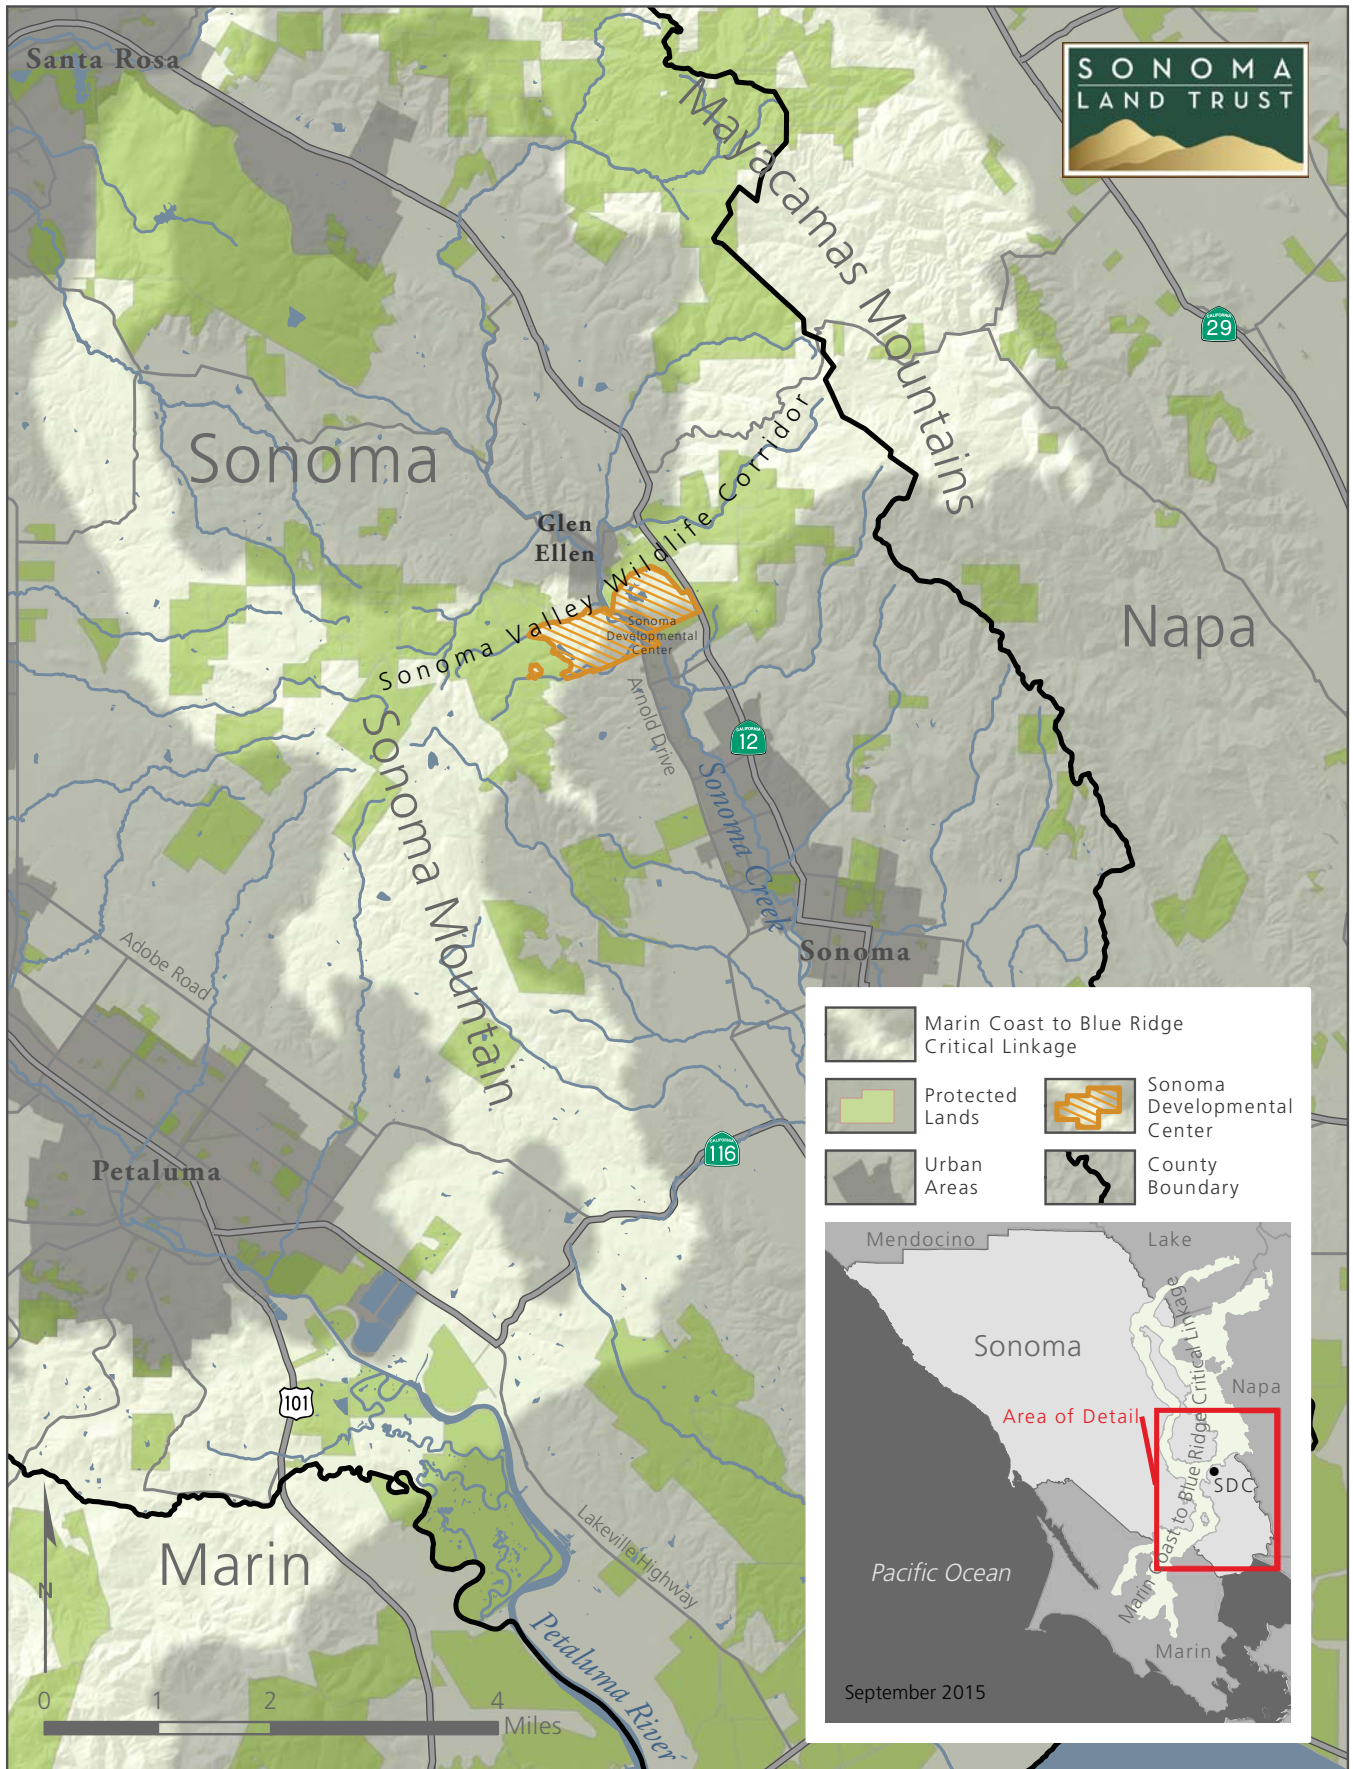 Santa Rosa
SONOMA
LAND TRUST
Mayacamas Mountains
CALIFORNIA
29
Sonoma
Glen
Ellen
Sonoma Valley Wildlife Corridor
Sonoma
Developmental
Center
Napa
Arnold Drive
CALIFORNIA
12
Sonoma Mountain
Sonoma Creek
Adobe Road
Sonoma
CALIFORNIA
116
Petaluma
101
Marin
Lakeville Highway
Petaluma River
N
0 1 2 4
Miles
Marin Coast to Blue Ridge
Critical Linkage
Protected
Lands
Sonoma
Developmental
Center
Urban
Areas
County
Boundary
Mendocino
Lake
Sonoma
Napa
Marin Coast to Blue Ridge Critical Linkage
Area of Detail
SDC
Pacific Ocean
Marin
September 2015